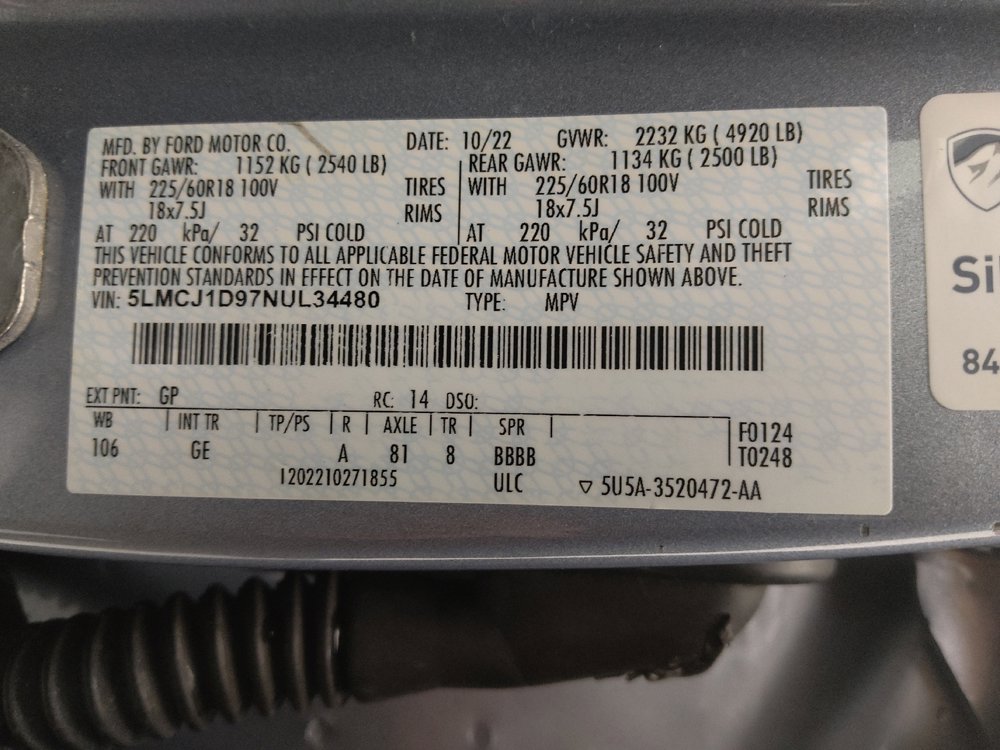 MFD. BY FORD MOTOR CO. DATE: 10/22 GVWR: 2232 KG ( 4920 LB)
FRONT GAWR: 1152 KG ( 2540 LB) REAR GAWR: 1134 KG ( 2500 LB)
WITH 225/60R18 100V TIRES WITH 225/60R18 100V TIRES
18x7.5J RIMS 18x7.5J RIMS
AT 220 kPa/ 32 PSI COLD AT 220 kPa/ 32 PSI COLD
THIS VEHICLE CONFORMS TO ALL APPLICABLE FEDERAL MOTOR VEHICLE SAFETY AND THEFT
PREVENTION STANDARDS IN EFFECT ON THE DATE OF MANUFACTURE SHOWN ABOVE.
VIN: 5LMCJ1D97NUL34480 TYPE: MPV
EXT PNT: GP RC: 14 DSO:
WB INT TR TP/PS R AXLE TR SPR F0124
106 GE A 81 8 BBBB T0248
I202210271855 ULC ▽ 5U5A-3520472-AA
84